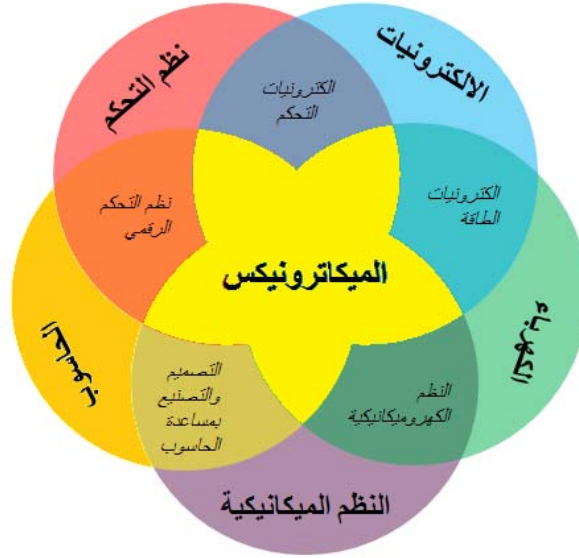 الالكترونيات
نظم التحكم
الكترونيات
التحكم
الكترونيات
الطاقة
نظم التحكم
الرقمي
الميكاترونيكس
الكهرباء
الحاسوب
النظم
الكهروميكانيكية
التصميم
والتصنيع
بمساعدة
الحاسوب
النظم الميكانيكية